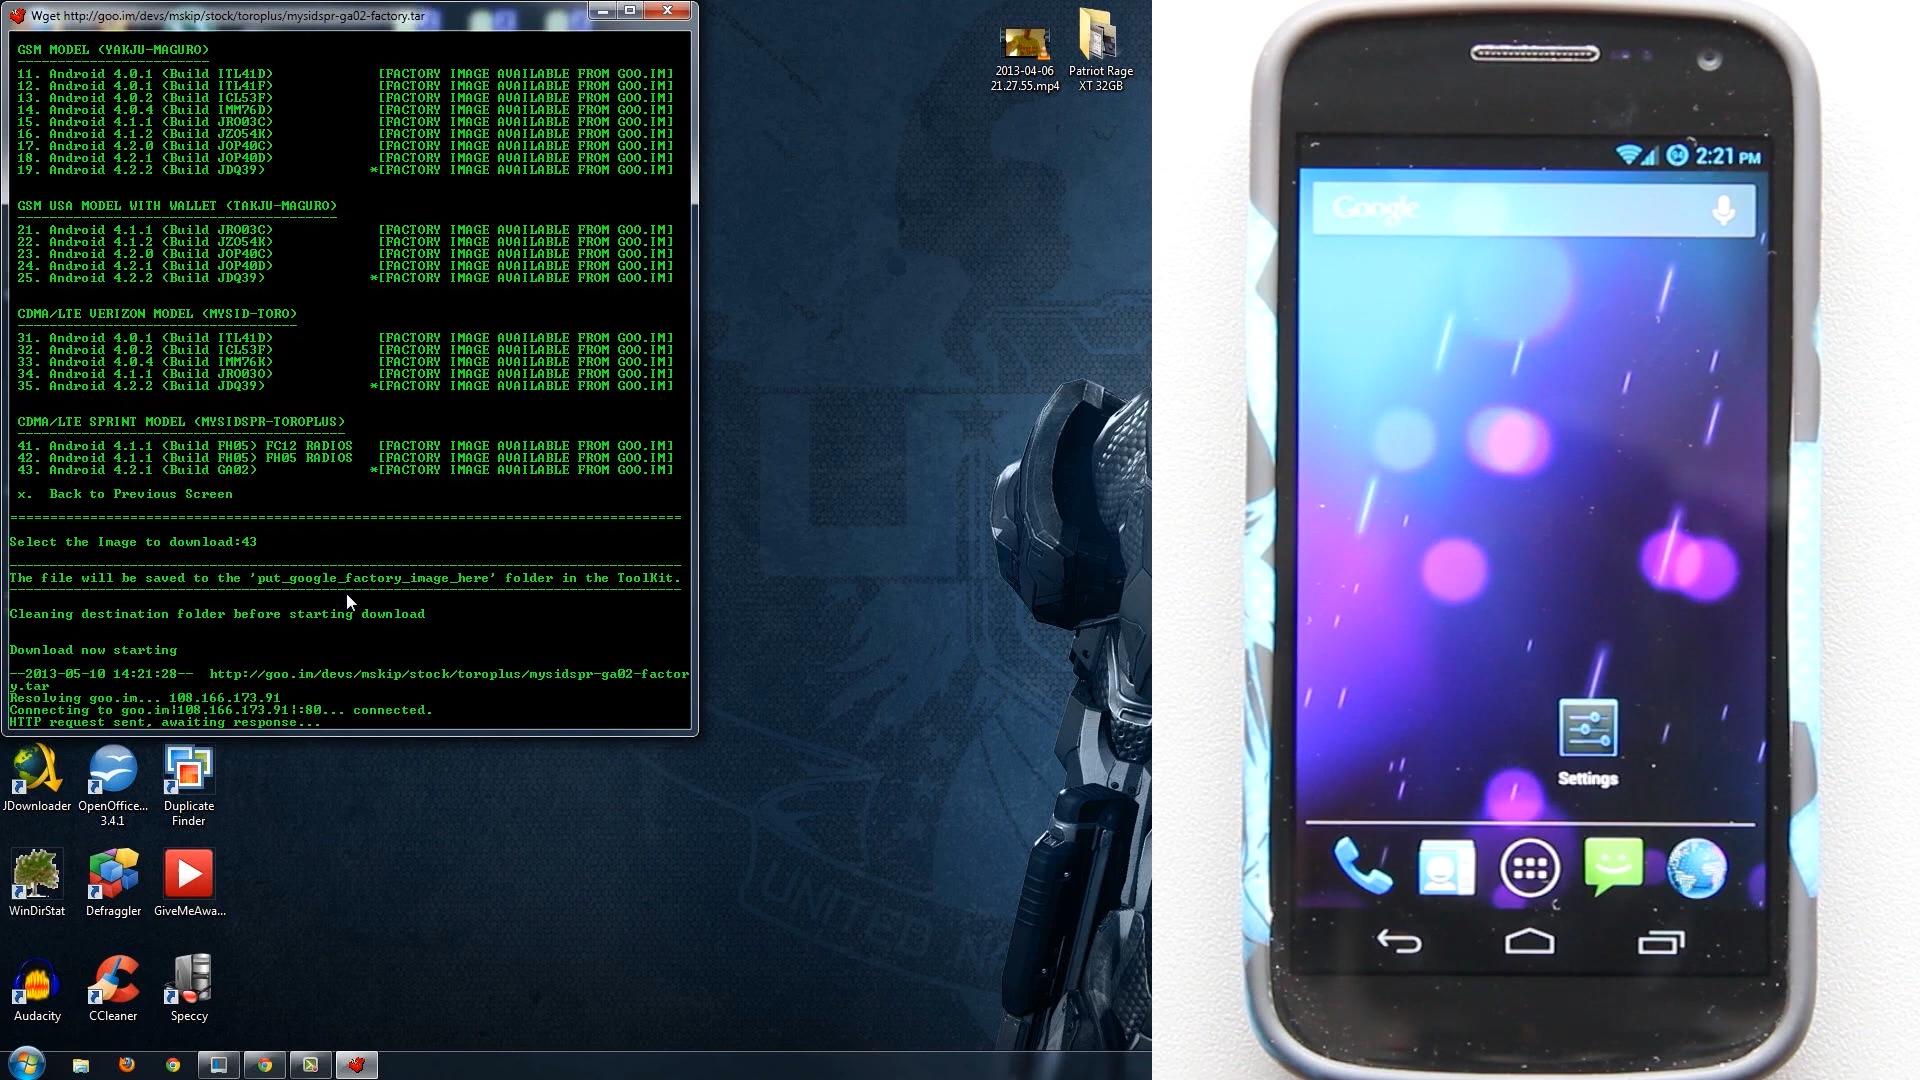 Wget http://goo.im/devs/mskip/stock/toroplus/mysidspr-ga02-factory.tar
GSM MODEL (YAKJU-MAGURO)
11. Android 4.0.1 (Build ITL41D) [FACTORY IMAGE AVAILABLE FROM GOO.IM]
12. Android 4.0.1 (Build ITL41F) [FACTORY IMAGE AVAILABLE FROM GOO.IM]
13. Android 4.0.2 (Build ICL53F) [FACTORY IMAGE AVAILABLE FROM GOO.IM]
14. Android 4.0.4 (Build IMM76D) [FACTORY IMAGE AVAILABLE FROM GOO.IM]
15. Android 4.1.1 (Build JRO03C) [FACTORY IMAGE AVAILABLE FROM GOO.IM]
16. Android 4.1.2 (Build JZO54K) [FACTORY IMAGE AVAILABLE FROM GOO.IM]
17. Android 4.2.0 (Build JOP40C) [FACTORY IMAGE AVAILABLE FROM GOO.IM]
18. Android 4.2.1 (Build JOP40D) [FACTORY IMAGE AVAILABLE FROM GOO.IM]
19. Android 4.2.2 (Build JDQ39) *[FACTORY IMAGE AVAILABLE FROM GOO.IM]
GSM USA MODEL WITH WALLET (TAKJU-MAGURO)
21. Android 4.1.1 (Build JRO03C) [FACTORY IMAGE AVAILABLE FROM GOO.IM]
22. Android 4.1.2 (Build JZO54K) [FACTORY IMAGE AVAILABLE FROM GOO.IM]
23. Android 4.2.0 (Build JOP40C) [FACTORY IMAGE AVAILABLE FROM GOO.IM]
24. Android 4.2.1 (Build JOP40D) [FACTORY IMAGE AVAILABLE FROM GOO.IM]
25. Android 4.2.2 (Build JDQ39) *[FACTORY IMAGE AVAILABLE FROM GOO.IM]
CDMA/LTE VERIZON MODEL (MYSID-TORO)
31. Android 4.0.1 (Build ITL41D) [FACTORY IMAGE AVAILABLE FROM GOO.IM]
32. Android 4.0.2 (Build ICL53F) [FACTORY IMAGE AVAILABLE FROM GOO.IM]
33. Android 4.0.4 (Build IMM76K) [FACTORY IMAGE AVAILABLE FROM GOO.IM]
34. Android 4.1.1 (Build JRO03O) [FACTORY IMAGE AVAILABLE FROM GOO.IM]
35. Android 4.2.2 (Build JDQ39) *[FACTORY IMAGE AVAILABLE FROM GOO.IM]
CDMA/LTE SPRINT MODEL (MYSIDSPR-TOROPLUS)
41. Android 4.1.1 (Build FH05) FC12 RADIOS [FACTORY IMAGE AVAILABLE FROM GOO.IM]
42. Android 4.1.1 (Build FH05) FH05 RADIOS [FACTORY IMAGE AVAILABLE FROM GOO.IM]
43. Android 4.2.1 (Build GA02) *[FACTORY IMAGE AVAILABLE FROM GOO.IM]
x. Back to Previous Screen
Select the Image to download:43
The file will be saved to the 'put_google_factory_image_here' folder in the ToolKit.
Cleaning destination folder before starting download
Download now starting
--2013-05-10 14:21:28-- http://goo.im/devs/mskip/stock/toroplus/mysidspr-ga02-factor
y.tar
Resolving goo.im... 108.166.173.91
Connecting to goo.im|108.166.173.91|:80... connected.
HTTP request sent, awaiting response...
2013-04-06
21.27.55.mp4
Patriot Rage
XT 32GB
JDownloader
OpenOffice...
3.4.1
Duplicate
Finder
WinDirStat
Defraggler
GiveMeAwa...
Audacity
CCleaner
Speccy
UNITED
94
2:21 PM
Google
Settings